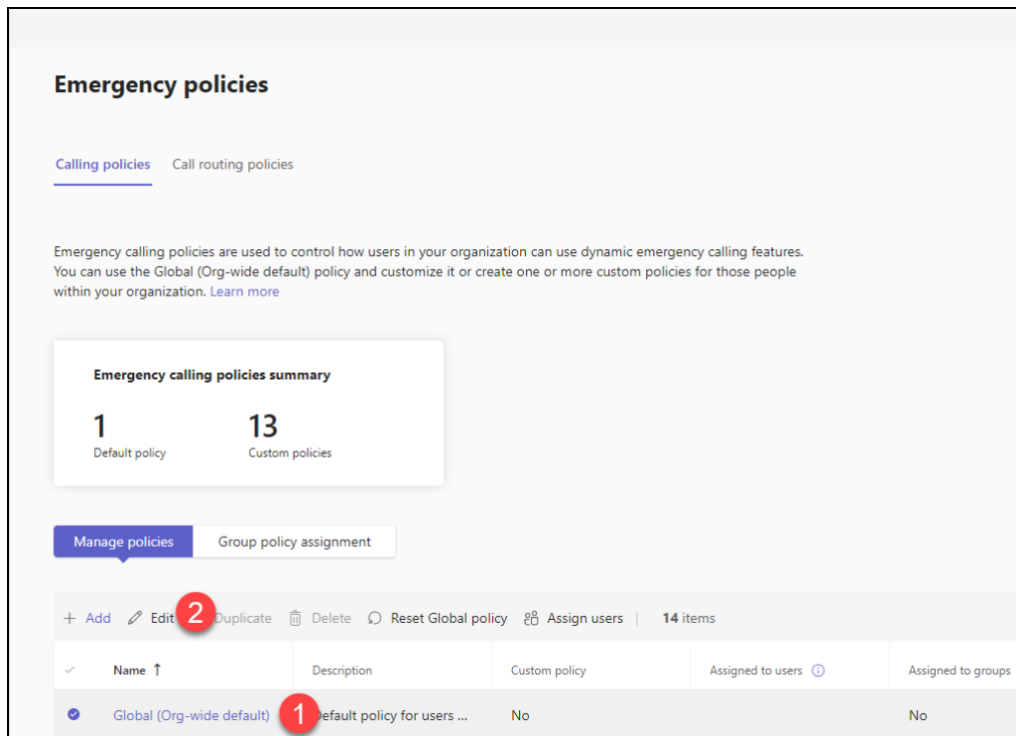 Emergency policies
Calling policies Call routing policies
Emergency calling policies are used to control how users in your organization can use dynamic emergency calling features.
You can use the Global (Org-wide default) policy and customize it or create one or more custom policies for those people
within your organization. Learn more
Emergency calling policies summary
1 13
Default policy Custom policies
Manage policies Group policy assignment
+ Add Edit 2 Duplicate Delete Reset Global policy Assign users | 14 items
Name ↑ Description Custom policy Assigned to users Assigned to groups
Global (Org-wide default) 1 Default policy for users ... No No